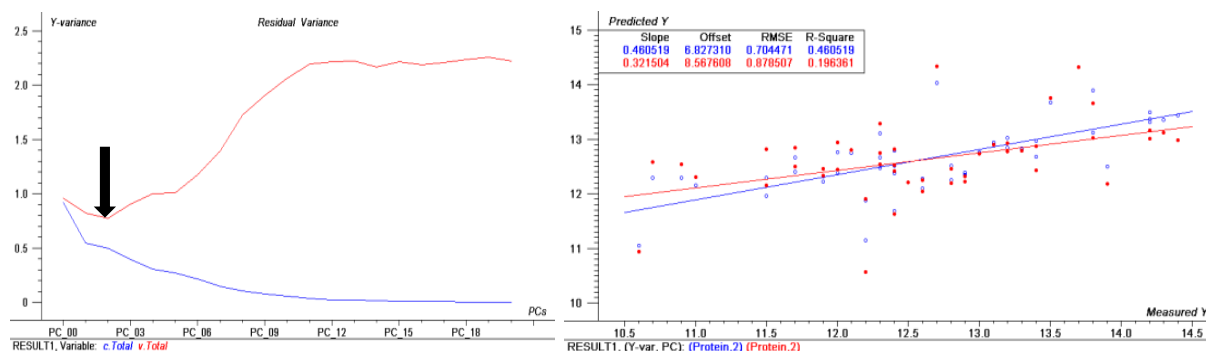 Y-variance Residual Variance
2.5
2.0
1.5
1.0
0.5
0
PCs
PC_00 PC_03 PC_06 PC_09 PC_12 PC_15 PC_18
RESULT1, Variable: c.Total v.Total
Predicted Y
15
14
13
12
11
10
Slope Offset RMSE R-Square
0.460519 6.827310 0.704471 0.460519
0.321504 8.567608 0.878507 0.196361
Measured Y
10.5 11.0 11.5 12.0 12.5 13.0 13.5 14.0 14.5
RESULT1, (Y-var, PC): (Protein,2) (Protein,2)